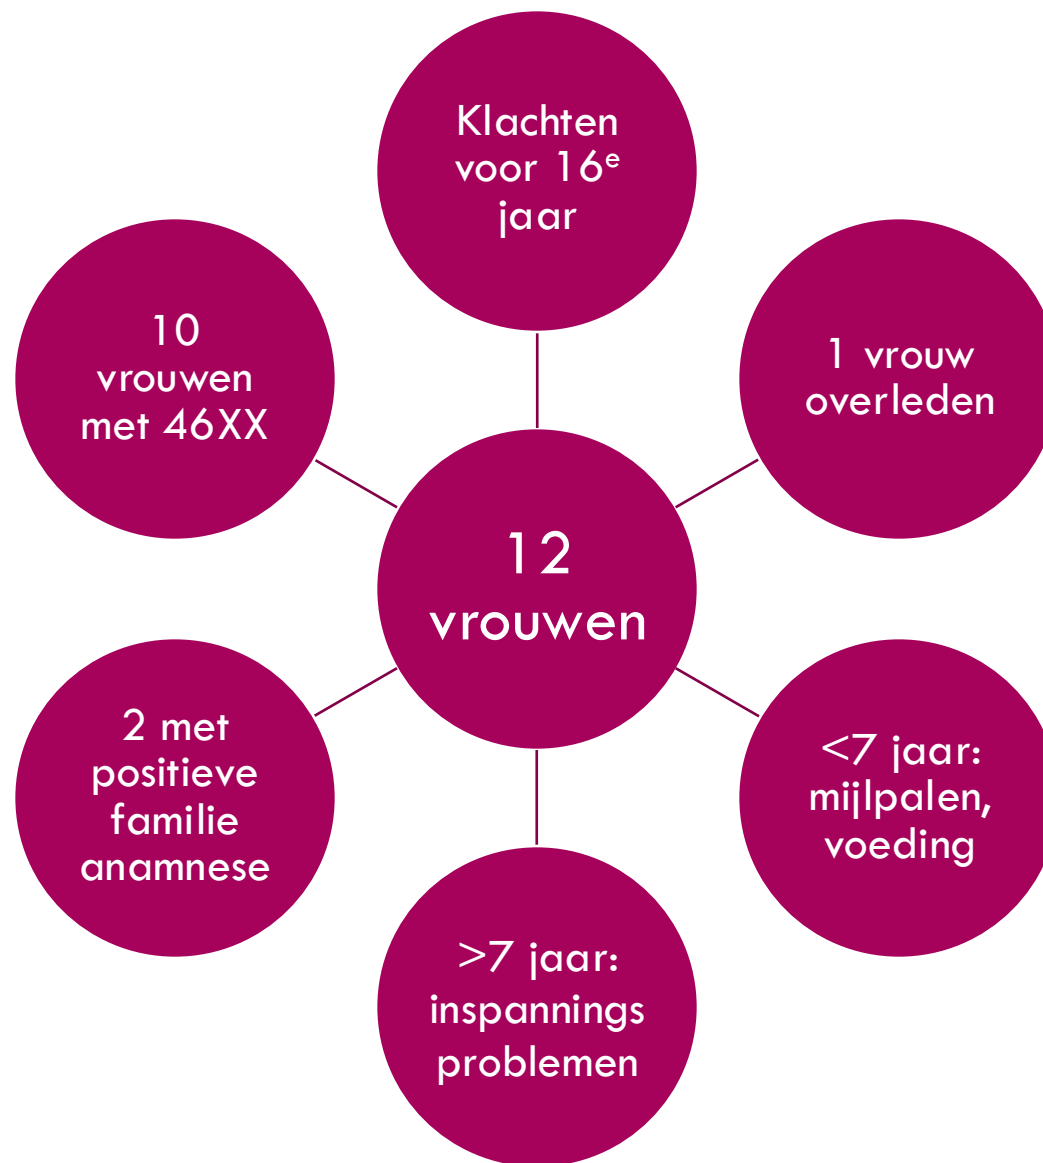 Klachten
voor 16e
jaar
1 vrouw
overleden
<7 jaar:
mijlpalen,
voeding
>7 jaar:
inspannings
problemen
2 met
positieve
familie
anamnese
10
vrouwen
met 46XX
12
vrouwen